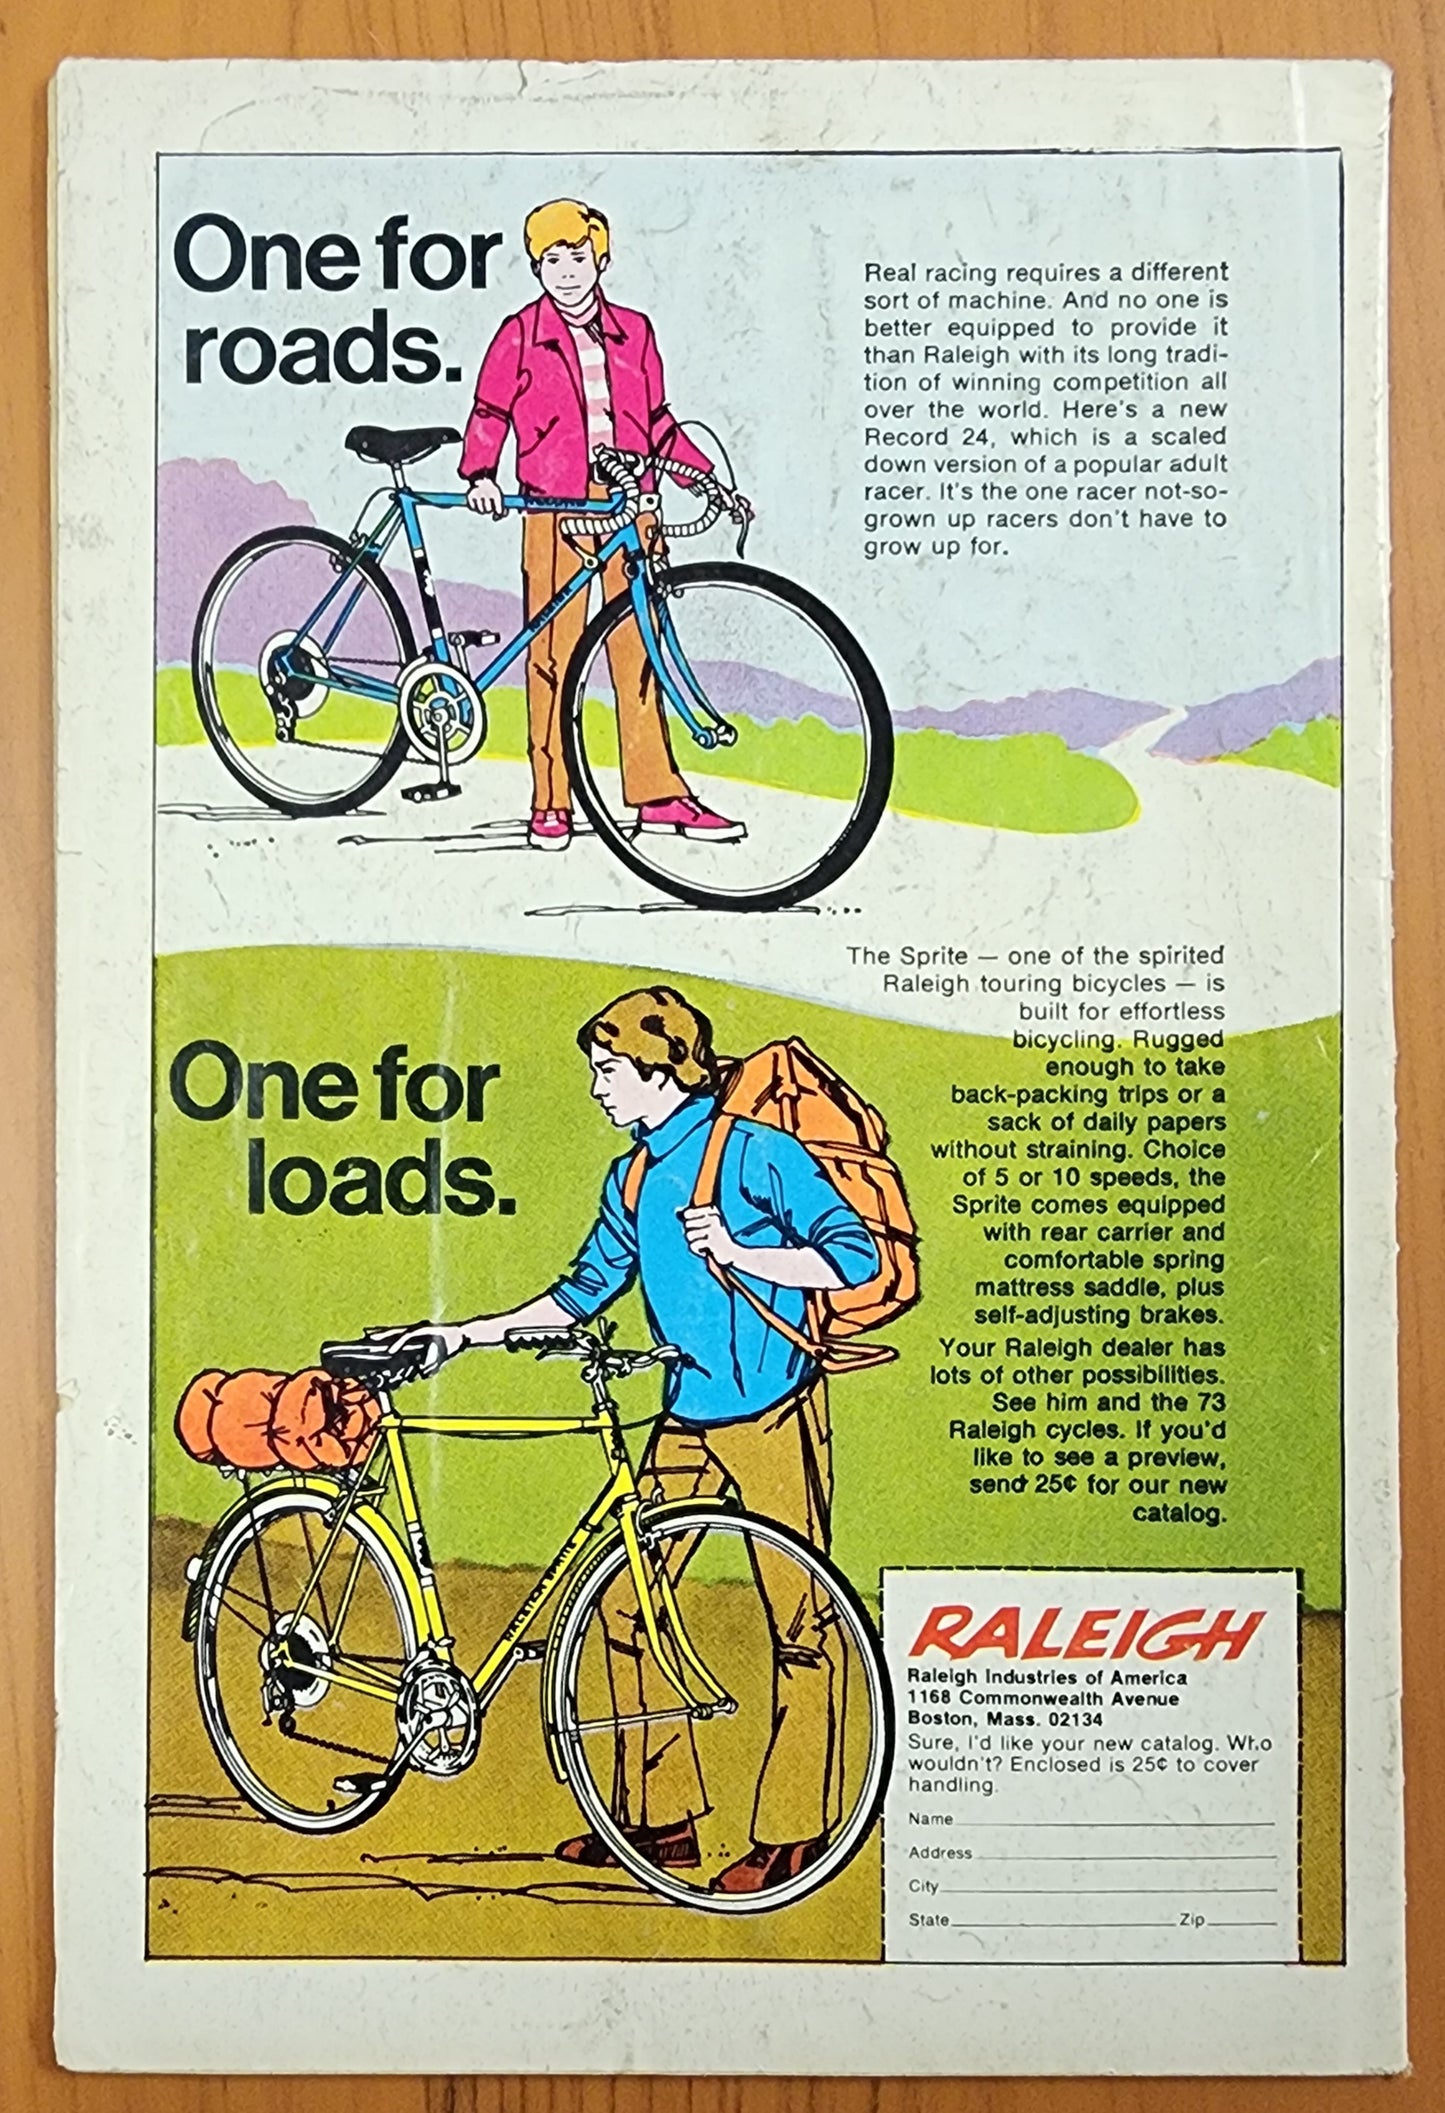 One for
roads.
Real racing requires a different
sort of machine. And no one is
better equipped to provide it
than Raleigh with its long tradi-
tion of winning competition all
over the world. Here's a new
Record 24, which is a scaled
down version of a popular adult
racer. It's the one racer not-so-
grown up racers don't have to
grow up for.
RALEIGH
The Sprite — one of the spirited
Raleigh touring bicycles — is
built for effortless
bicycling. Rugged
enough to take
back-packing trips or a
sack of daily papers
without straining. Choice
of 5 or 10 speeds, the
Sprite comes equipped
with rear carrier and
comfortable spring
mattress saddle, plus
self-adjusting brakes.
Your Raleigh dealer has
lots of other possibilities.
See him and the 73
Raleigh cycles. If you'd
like to see a preview,
send 25¢ for our new
catalog.
One for
loads.
RALEIGH SPRITE
RALEIGH
Raleigh Industries of America
1168 Commonwealth Avenue
Boston, Mass. 02134
Sure, I'd like your new catalog. Who
wouldn't? Enclosed is 25¢ to cover
handling.
Name
Address
City
State Zip